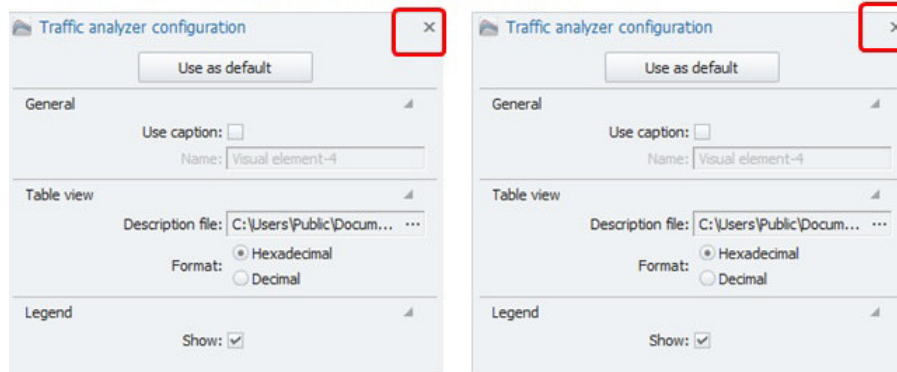 Traffic analyzer configuration
Use as default
General
Use caption:
Name: Visual element-4
Table view
Description file: C:\Users\Public\Docum... ...
Format: Hexadecimal
Decimal
Legend
Show:
Traffic analyzer configuration
Use as default
General
Use caption:
Name: Visual element-4
Table view
Description file: C:\Users\Public\Docum... ...
Format: Hexadecimal
Decimal
Legend
Show: